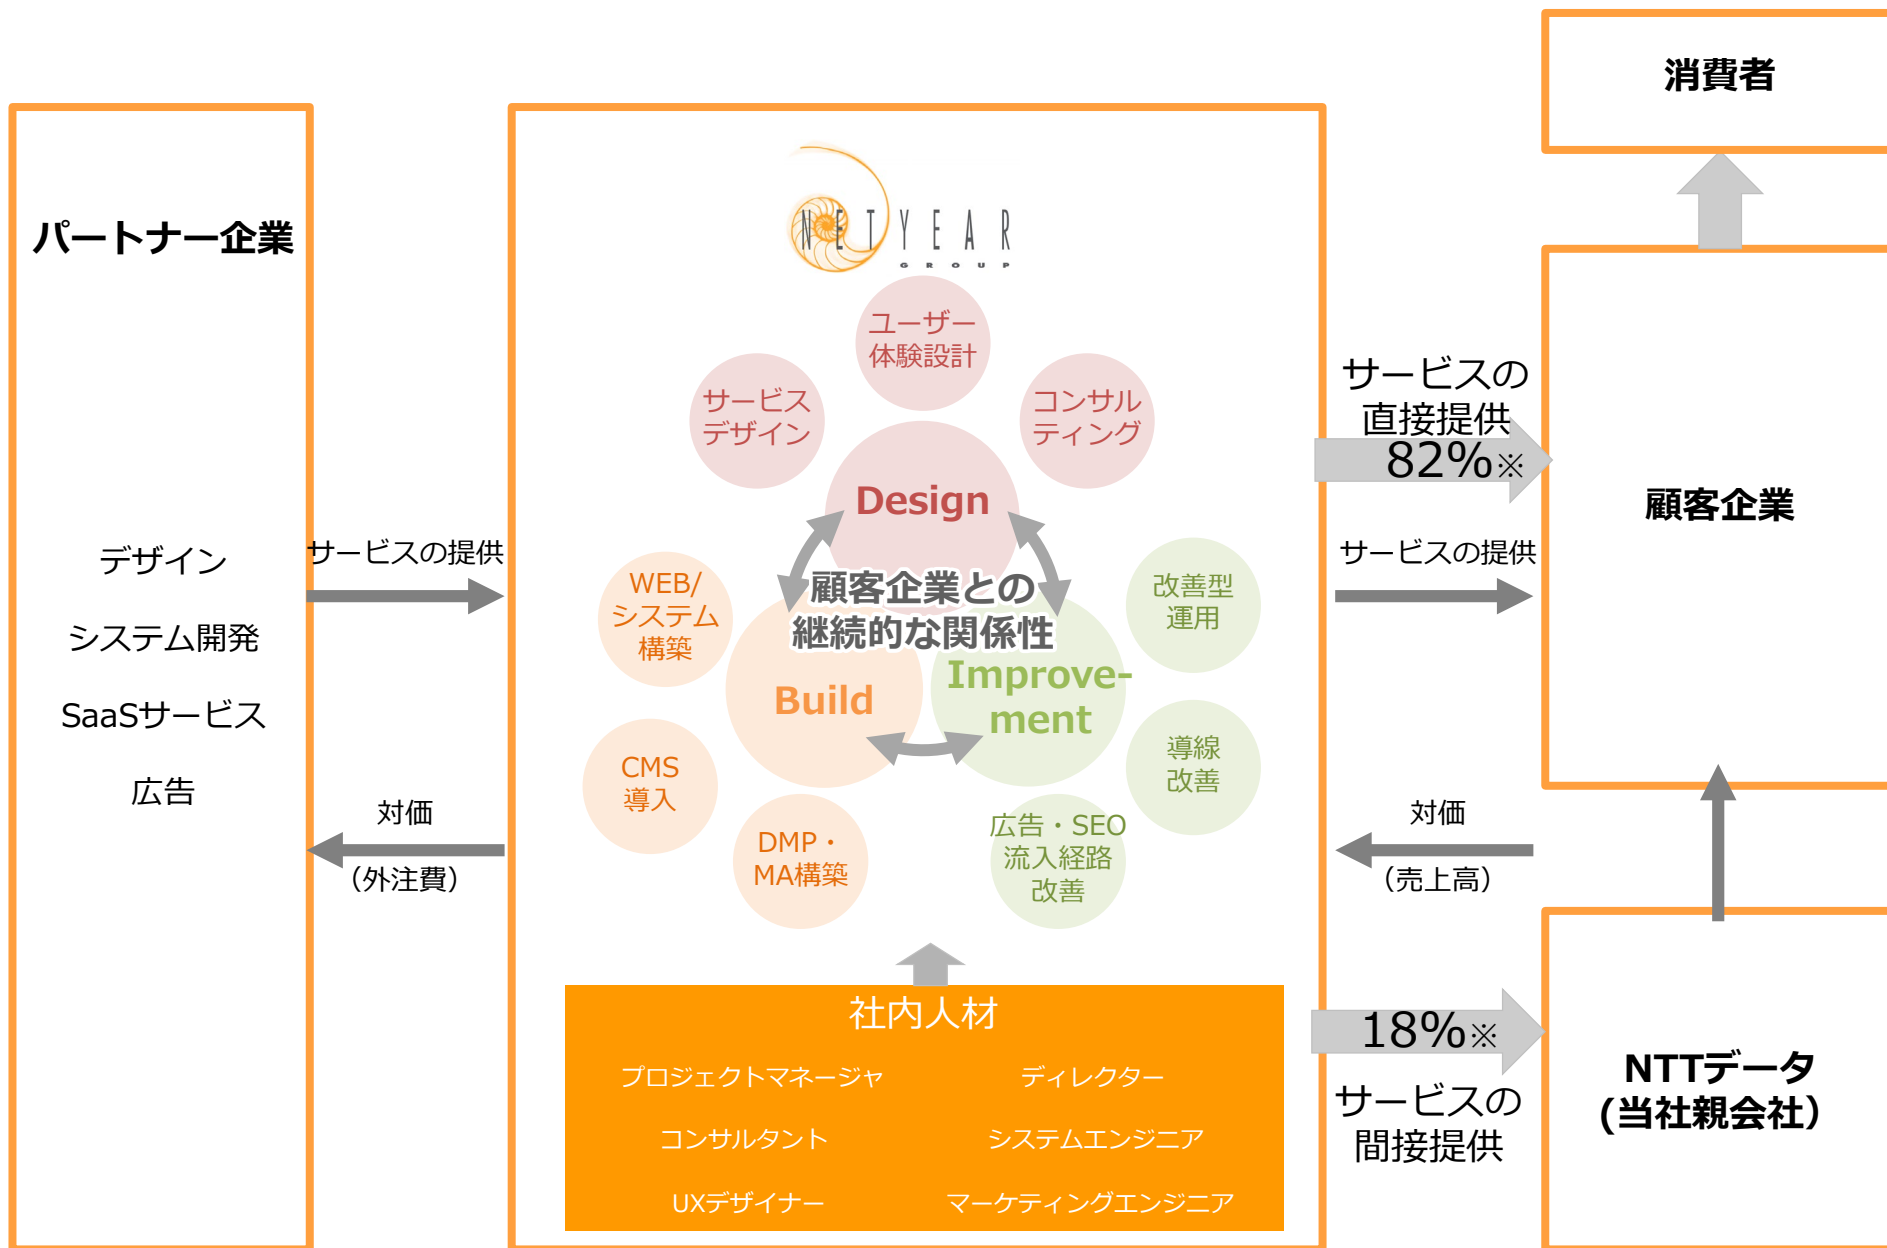 消費者
パートナー企業
デザイン
システム開発
SaaSサービス
広告
サービスの提供
対価
（外注費）
NETYEAR
GROUP
ユーザー
体験設計
サービス
デザイン
コンサル
ティング
Design
顧客企業との
継続的な関係性
WEB/
システム
構築
Build
CMS
導入
DMP・
MA構築
Improve-
ment
改善型
運用
導線
改善
広告・SEO
流入経路
改善
社内人材
プロジェクトマネージャ
ディレクター
コンサルタント
システムエンジニア
UXデザイナー
マーケティングエンジニア
サービスの
直接提供
82%※
サービスの提供
対価
（売上高）
18%※
サービスの
間接提供
顧客企業
NTTデータ
(当社親会社）